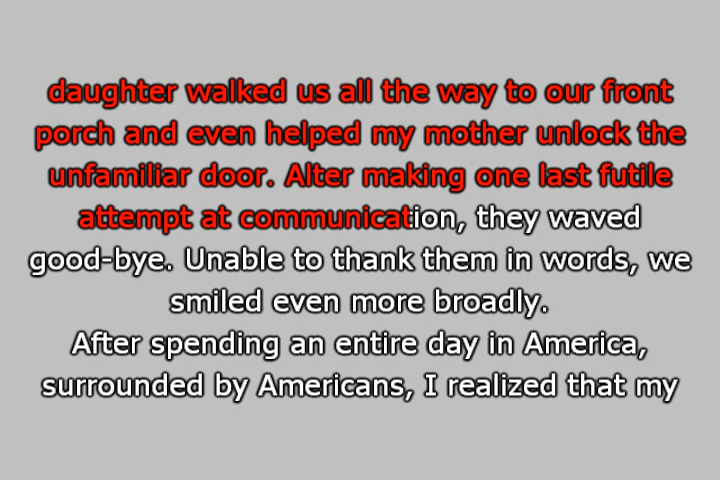 daughter walked us all the way to our front
porch and even helped my mother unlock the
unfamiliar door. Alter making one last futile
attempt at communication, they waved
good-bye. Unable to thank them in words, we
smiled even more broadly.
After spending an entire day in America,
surrounded by Americans, I realized that my